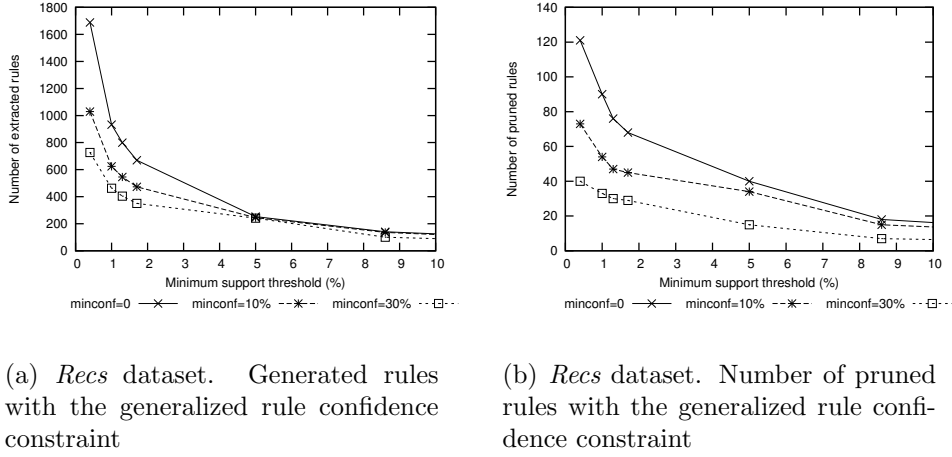 1800
1600
1400
1200
1000
800
600
400
200
0
Number of extracted rules
0 1 2 3 4 5 6 7 8 9 10
Minimum support threshold (%)
minconf=0 minconf=10% minconf=30%
140
120
100
80
60
40
20
0
Number of pruned rules
0 1 2 3 4 5 6 7 8 9 10
Minimum support threshold (%)
minconf=0 minconf=10% minconf=30%
(a) Recs dataset. Generated rules
with the generalized rule confidence
constraint
(b) Recs dataset. Number of pruned
rules with the generalized rule confi-
dence constraint